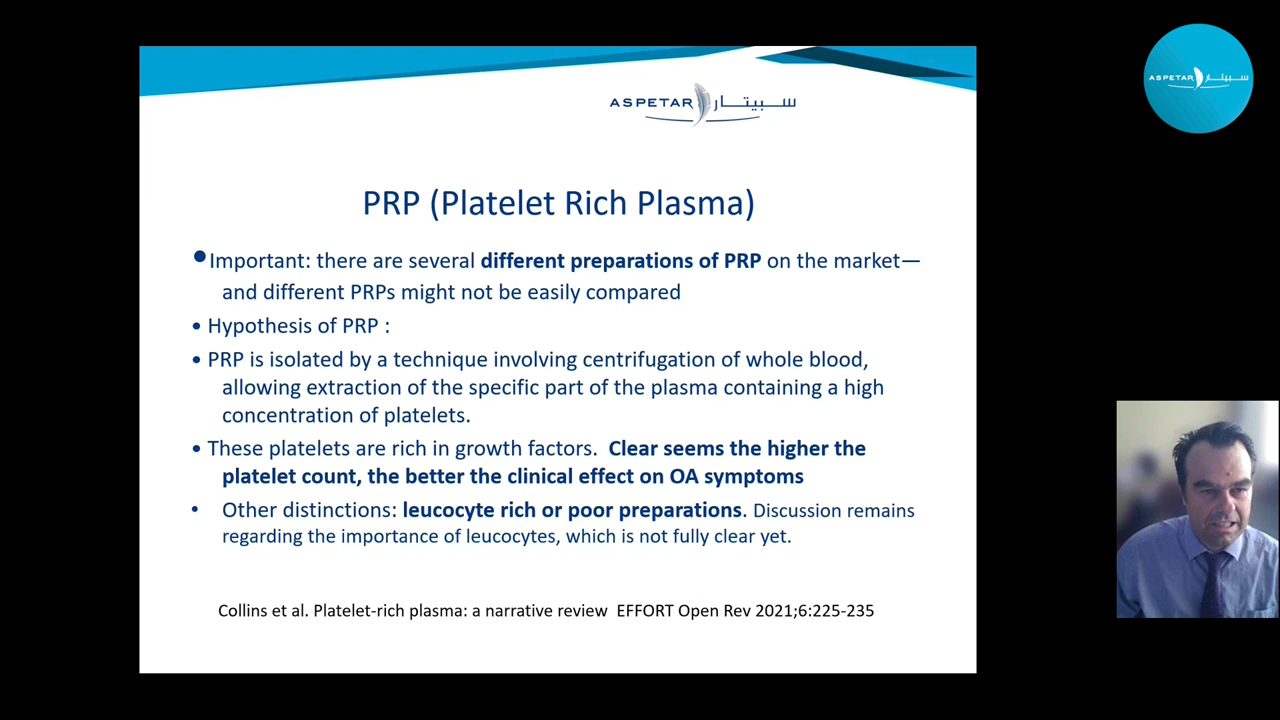 ASPETAR سبيتار
ASPETAR سبيتار
PRP (Platelet Rich Plasma)
•Important: there are several different preparations of PRP on the market—
and different PRPs might not be easily compared
• Hypothesis of PRP :
• PRP is isolated by a technique involving centrifugation of whole blood,
allowing extraction of the specific part of the plasma containing a high
concentration of platelets.
• These platelets are rich in growth factors. Clear seems the higher the
platelet count, the better the clinical effect on OA symptoms
• Other distinctions: leucocyte rich or poor preparations. Discussion remains
regarding the importance of leucocytes, which is not fully clear yet.
Collins et al. Platelet-rich plasma: a narrative review EFFORT Open Rev 2021;6:225-235